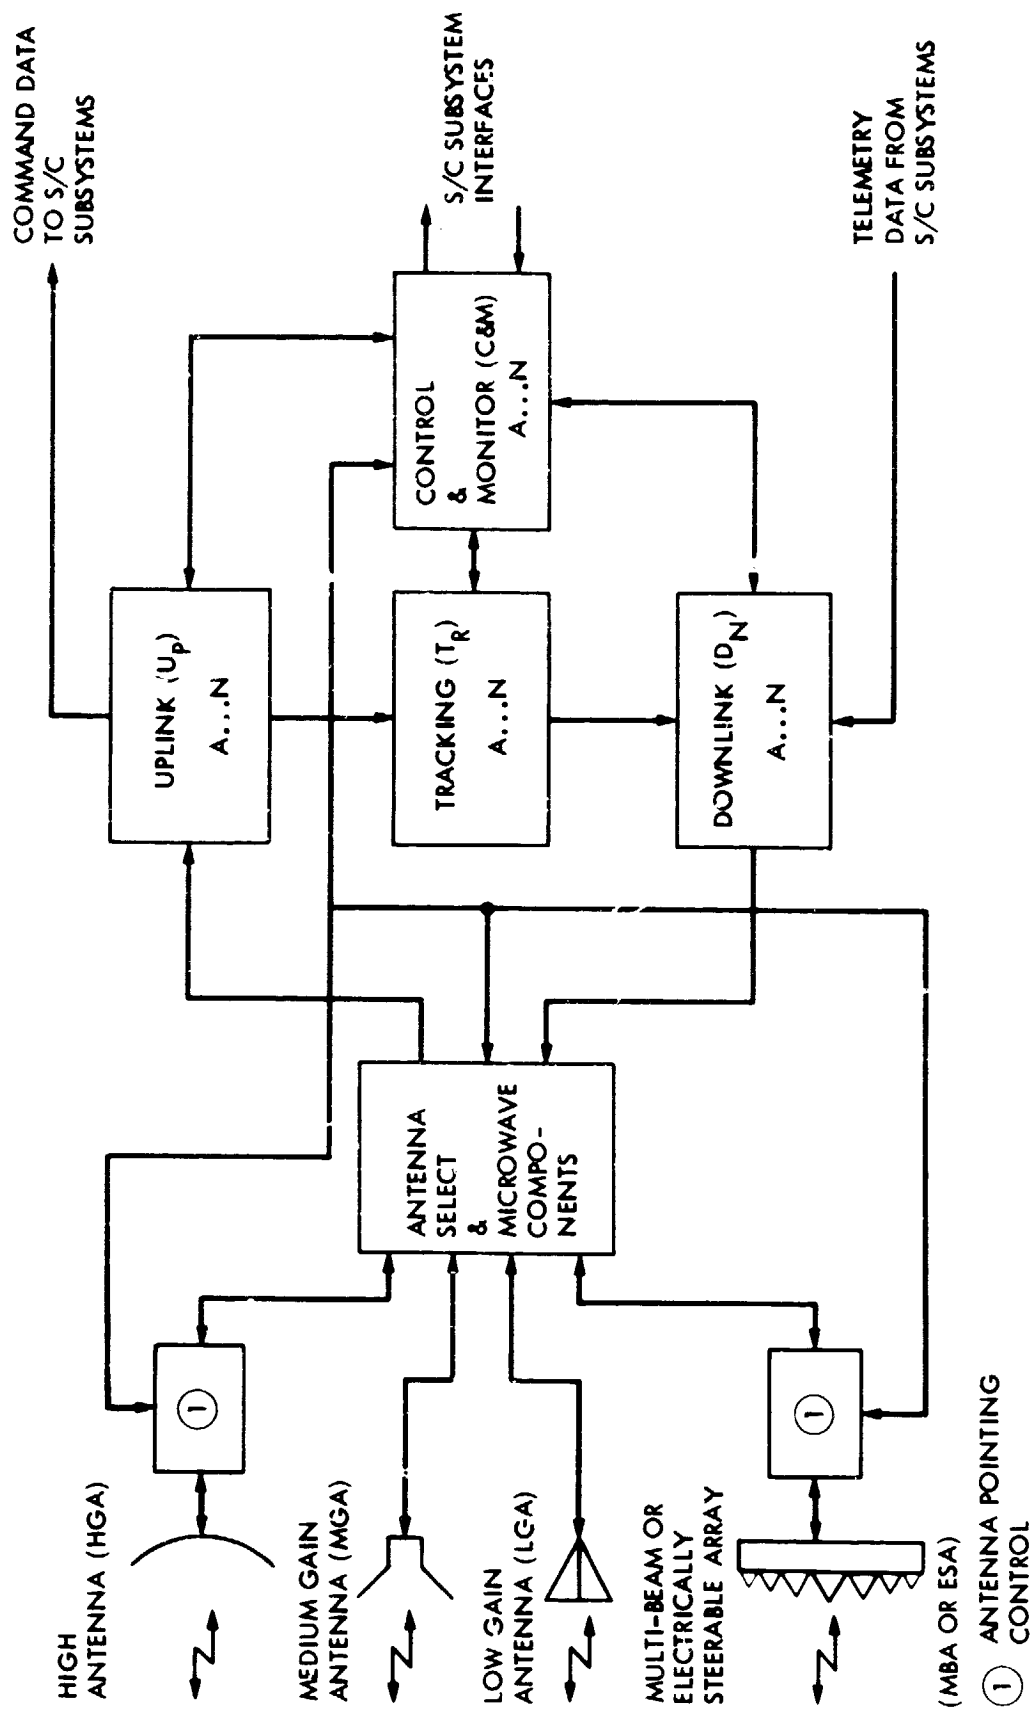 HIGH
ANTENNA (HGA)
MEDIUM GAIN
ANTENNA (MGA)
LOW GAIN
ANTENNA (LGA)
MULTI-BEAM OR
ELECTRICALLY
STEERABLE ARRAY
(MBA OR ESA)
1 ANTENNA POINTING
CONTROL
1
1
ANTENNA
SELECT
&
MICROWAVE
COMPO-
NENTS
UPLINK (Up)
A...N
TRACKING (TR)
A...N
DOWNLINK (DN)
A...N
CONTROL
&
MONITOR (C&M)
A...N
COMMAND DATA
TO S/C
SUBSYSTEMS
S/C SUBSYSTEM
INTERFACES
TELEMETRY
DATA FROM
S/C SUBSYSTEMS